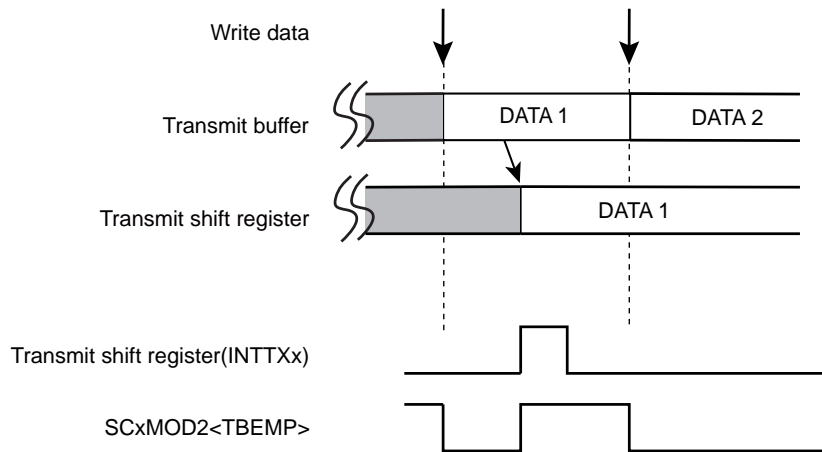 Write data
Transmit buffer
DATA 1
DATA 2
Transmit shift register
DATA 1
Transmit shift register(INTTXx)
SCxMOD2<TBEMP>